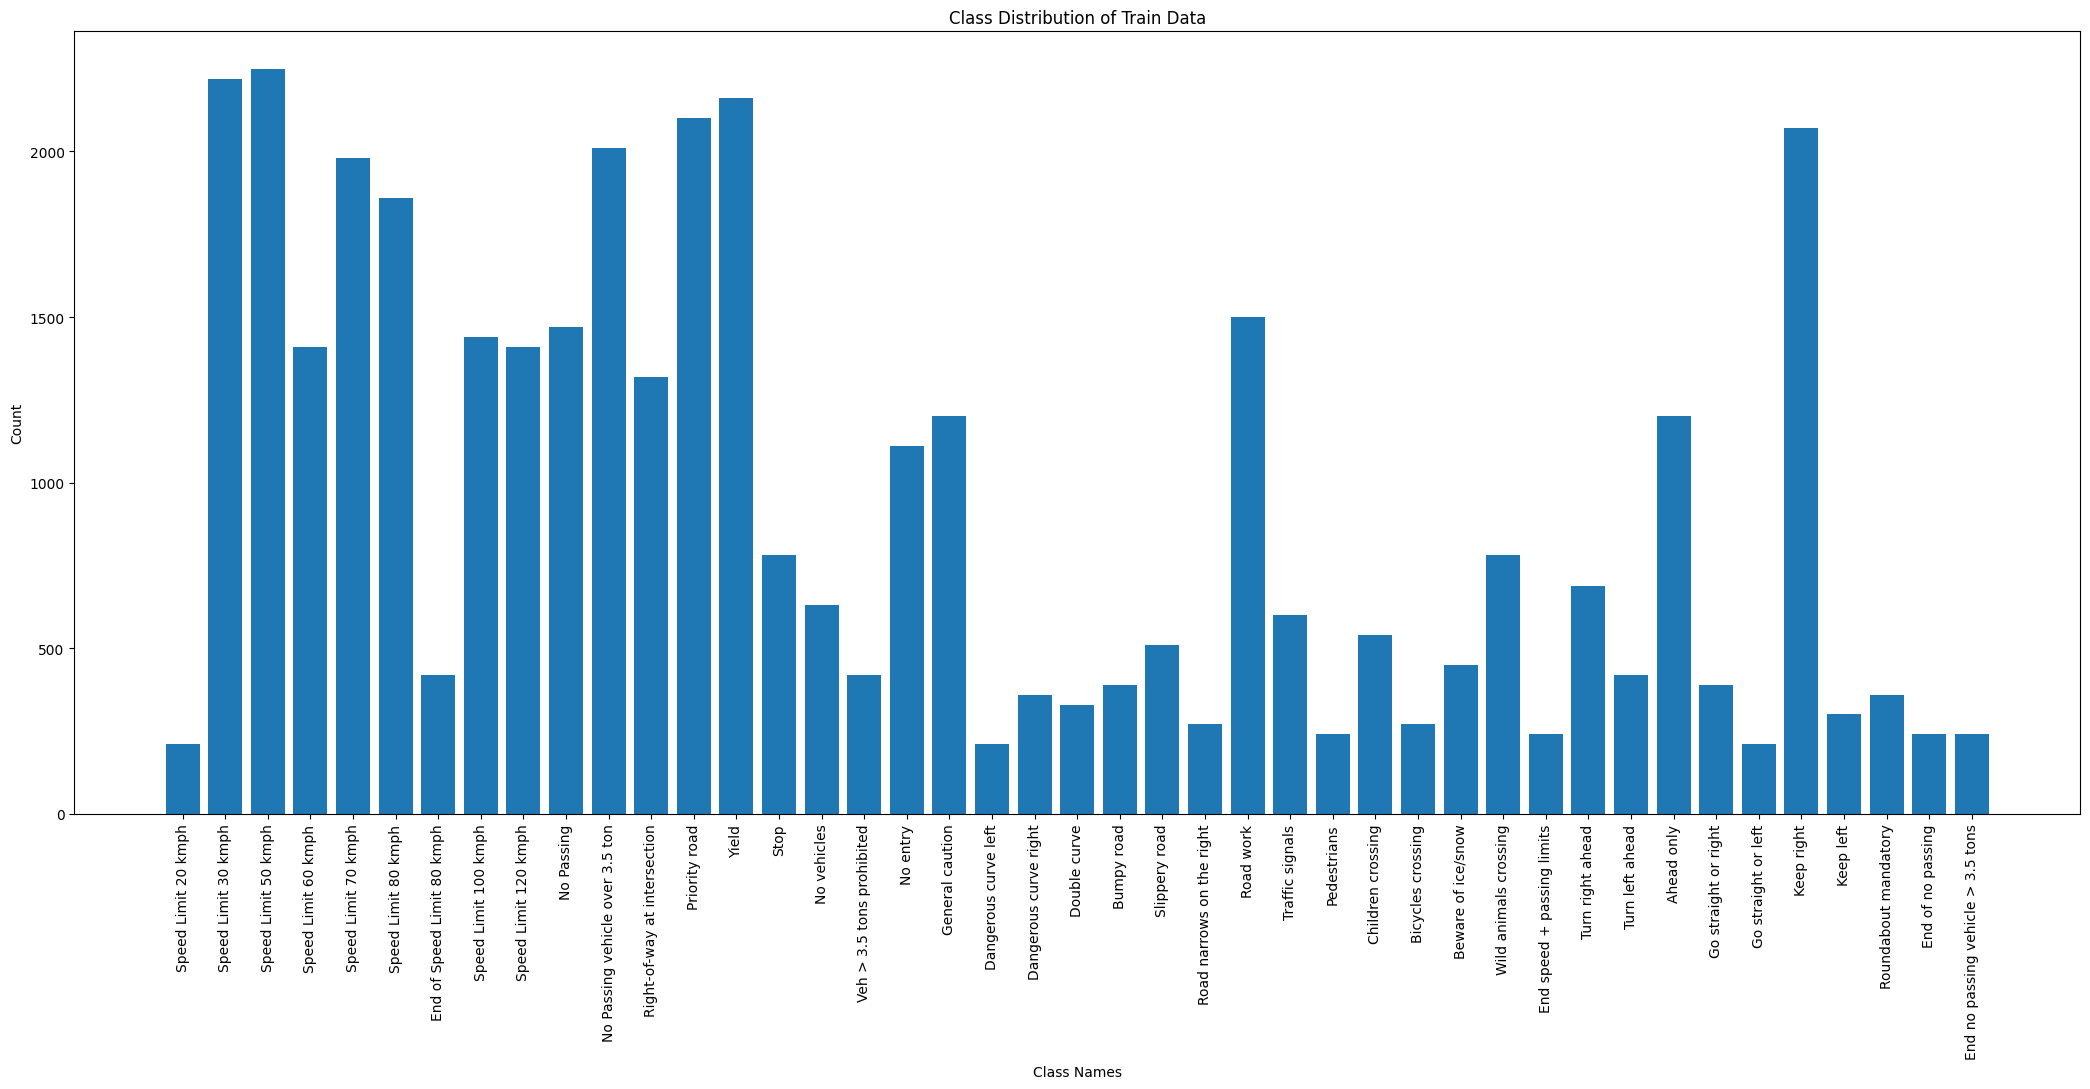 Class Distribution of Train Data
Count
2000
1500
1000
500
0
Speed Limit 20 kmph
Speed Limit 30 kmph
Speed Limit 50 kmph
Speed Limit 60 kmph
Speed Limit 70 kmph
Speed Limit 80 kmph
End of Speed Limit 80 kmph
Speed Limit 100 kmph
Speed Limit 120 kmph
No Passing
No Passing vehicle over 3.5 ton
Right-of-way at intersection
Priority road
Yield
Stop
No vehicles
Veh > 3.5 tons prohibited
No entry
General caution
Dangerous curve left
Dangerous curve right
Double curve
Bumpy road
Slippery road
Road narrows on the right
Road work
Traffic signals
Pedestrians
Children crossing
Bicycles crossing
Beware of ice/snow
Wild animals crossing
End speed + passing limits
Turn right ahead
Turn left ahead
Ahead only
Go straight or right
Go straight or left
Keep right
Keep left
Roundabout mandatory
End of no passing
End no passing vehicle > 3.5 tons
Class Names